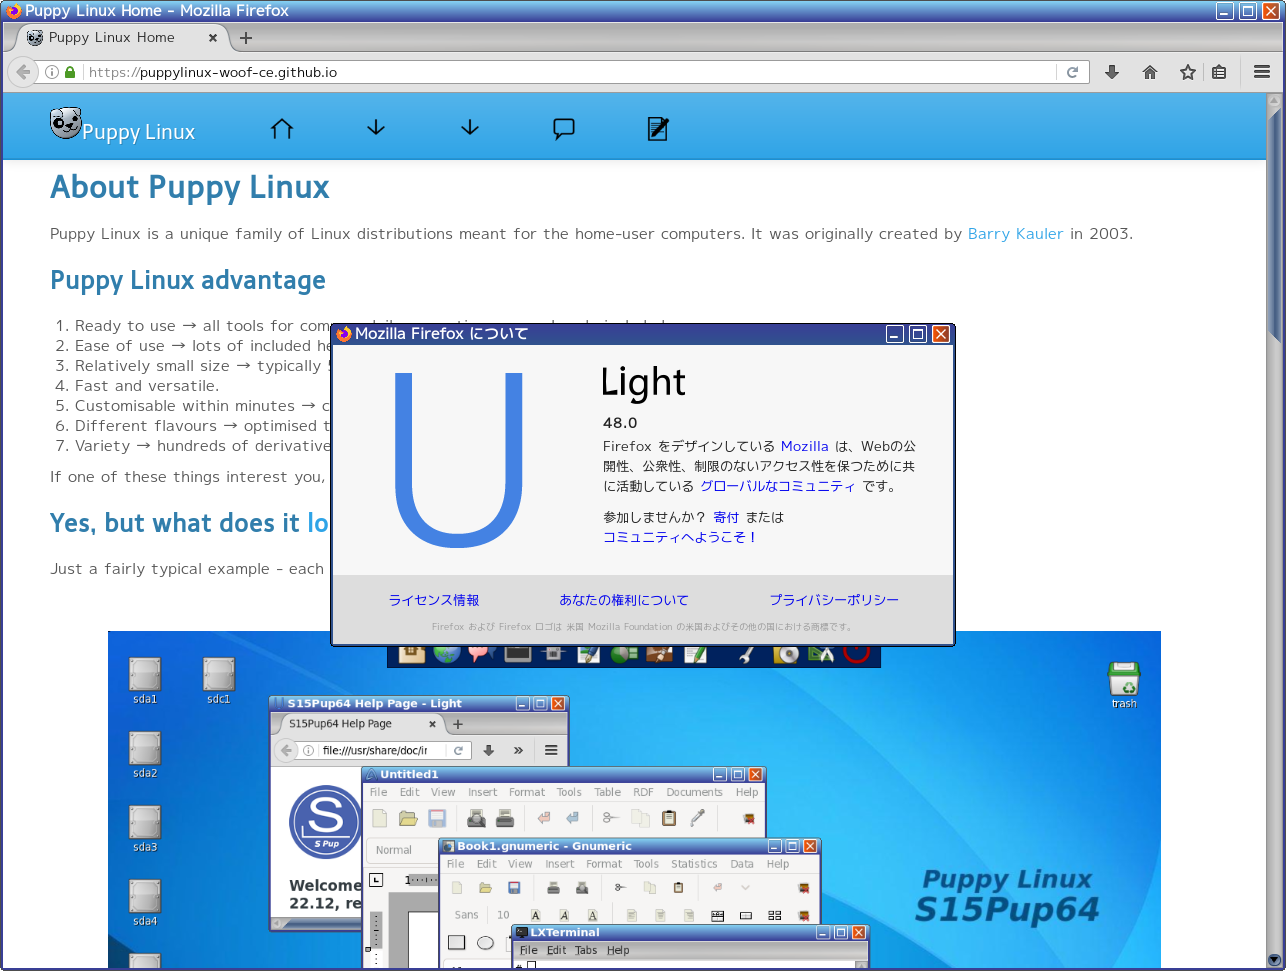 Puppy Linux Home - Mozilla Firefox
Puppy Linux Home
https://puppylinux-woof-ce.github.io
Puppy Linux
About Puppy Linux
Puppy Linux is a unique family of Linux distributions meant for the home-user computers. It was originally created by Barry Kauler in 2003.
Puppy Linux advantage
1. Ready to use → all tools for
2. Ease of use → lots of included
3. Relatively small size → typically
4. Fast and versatile.
5. Customisable within minutes →
6. Different flavours → optimised
7. Variety → hundreds of
If one of these things interest you,
Yes, but what does it
Just a fairly typical example - each
Mozilla Firefox について
U
Light
48.0
Firefox をデザインしている Mozilla は、Webの公
開性、公衆性、制限のないアクセス性を保つために共
に活動している グローバルなコミュニティ です。
参加しませんか？ 寄付 または
コミュニティへようこそ！
ライセンス情報 あなたの権利について プライバシーポリシー
Firefox および Firefox ロゴは 米国 Mozilla Foundation の米国およびその他の国における商標です。
sda1 sdc1
trash
sda2
sda3
sda4
S15Pup64 Help Page - Light
S15Pup64 Help Page
file:///usr/share/doc/ir
S
S Pup
Welcome
22.12, re
Untitled1
File Edit View Insert Format Tools Table RDF Documents Help
Normal
1
Book1.gnumeric - Gnumeric
File Edit View Insert Format Tools Statistics Data Help
Sans 10 A A A
LXTerminal
File Edit Tabs Help
#
Puppy Linux
S15Pup64